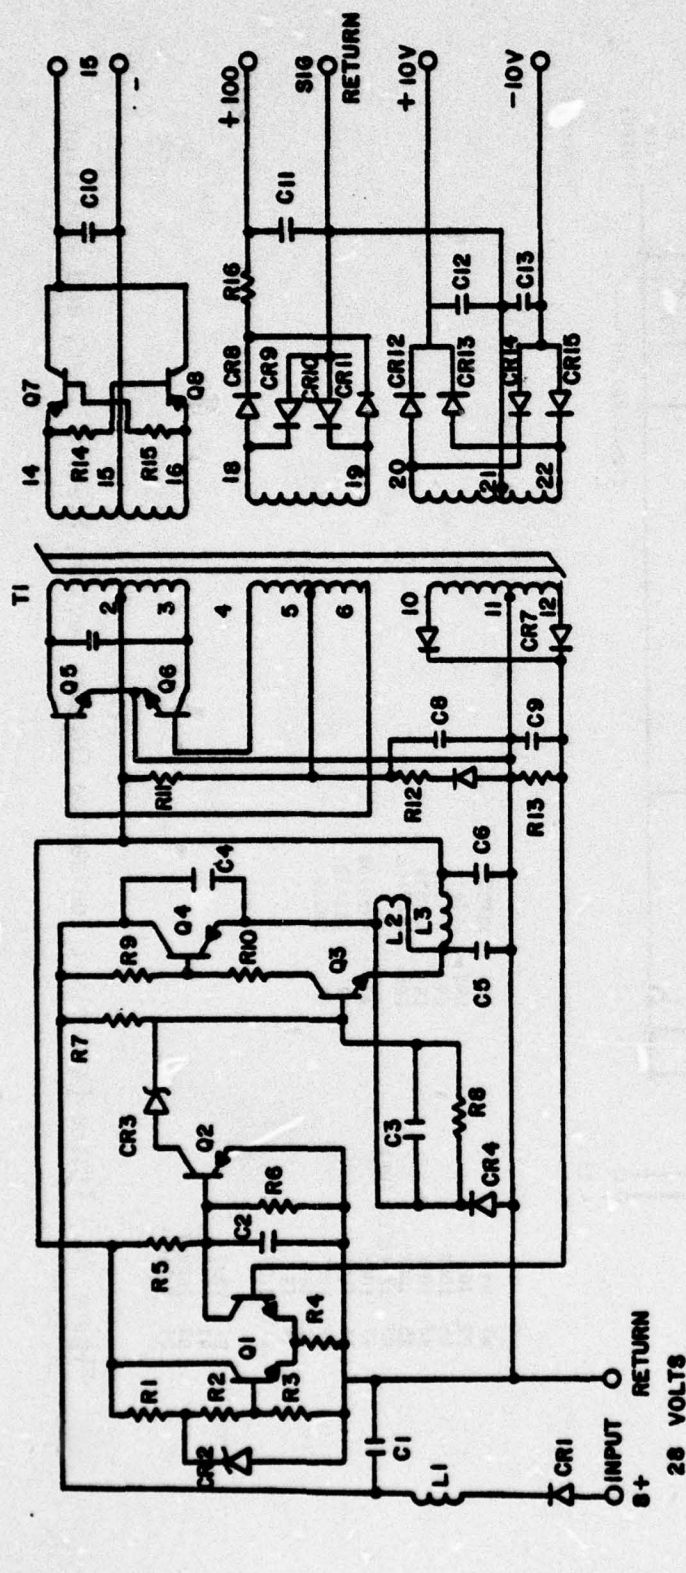 +100
SIG
RETURN
+10V
-10V
15
-
C10
C11
C12
C13
R16
Q7
Q8
R14
R15
CR8
CR9
CR10
CR11
CR12
CR13
CR14
CR15
14
15
16
18
19
20
21
22
T1
2
3
4
5
6
10
11
12
Q5
Q6
CR7
C8
C9
R11
R12
R13
C4
Q4
R9
R10
Q3
L2
L3
C6
C5
R7
CR3
Q2
C3
R8
CR4
R6
C2
R5
Q1
R4
R1
R2
R3
CR2
C1
L1
CR1
INPUT
B+
RETURN
28 VOLTS